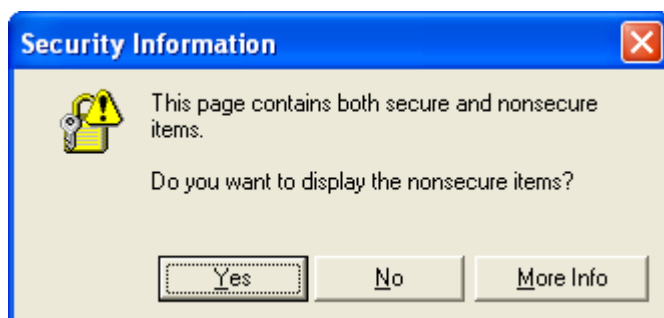 Security Information
This page contains both secure and nonsecure
items.
Do you want to display the nonsecure items?
Yes No More Info